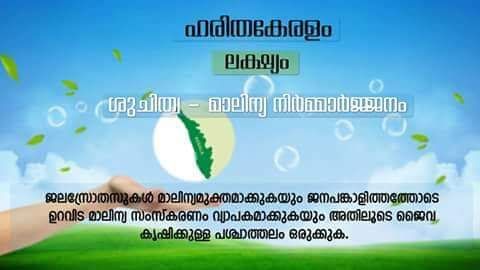 ഹരിതകേരളം
ലക്ഷ്യം
ശുചിത്വ - മാലിന്യ നിർമ്മാർജ്ജനം
ജലസ്രോതസുകൾ മാലിന്യമുക്തമാക്കുകയും ജനപങ്കാളിത്തത്തോടെ
ഉറവിട മാലിന്യ സംസ്കരണം വ്യാപകമാക്കുകയും അതിലൂടെ ജൈവ
കൃഷിക്കുള്ള പശ്ചാത്തലം ഒരുക്കുക.